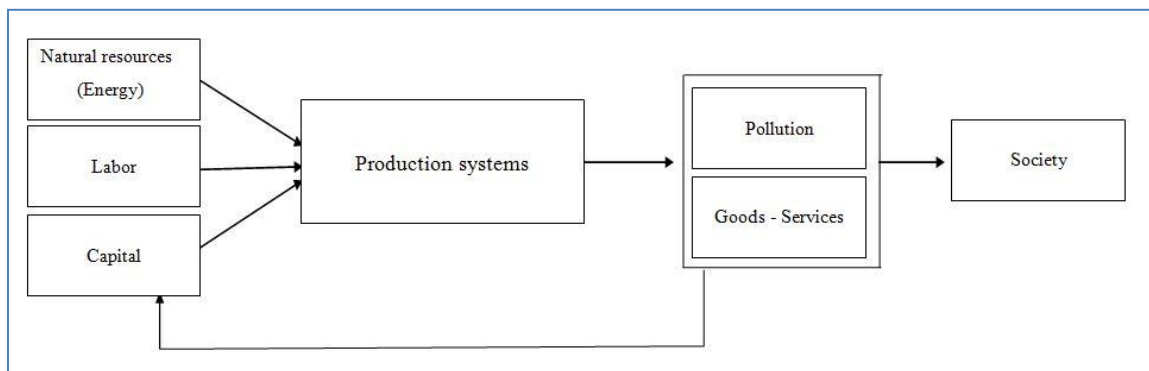 Natural resources
(Energy)
Labor
Capital
Production systems
Pollution
Goods - Services
Society